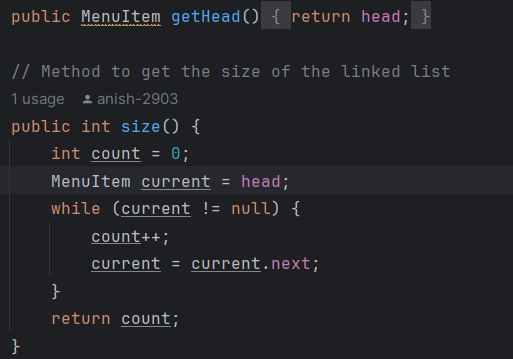 public MenuItem getHead() { return head; }
// Method to get the size of the linked list
1 usage anish-2903
public int size() {
int count = 0;
MenuItem current = head;
while (current != null) {
count++;
current = current.next;
}
return count;
}